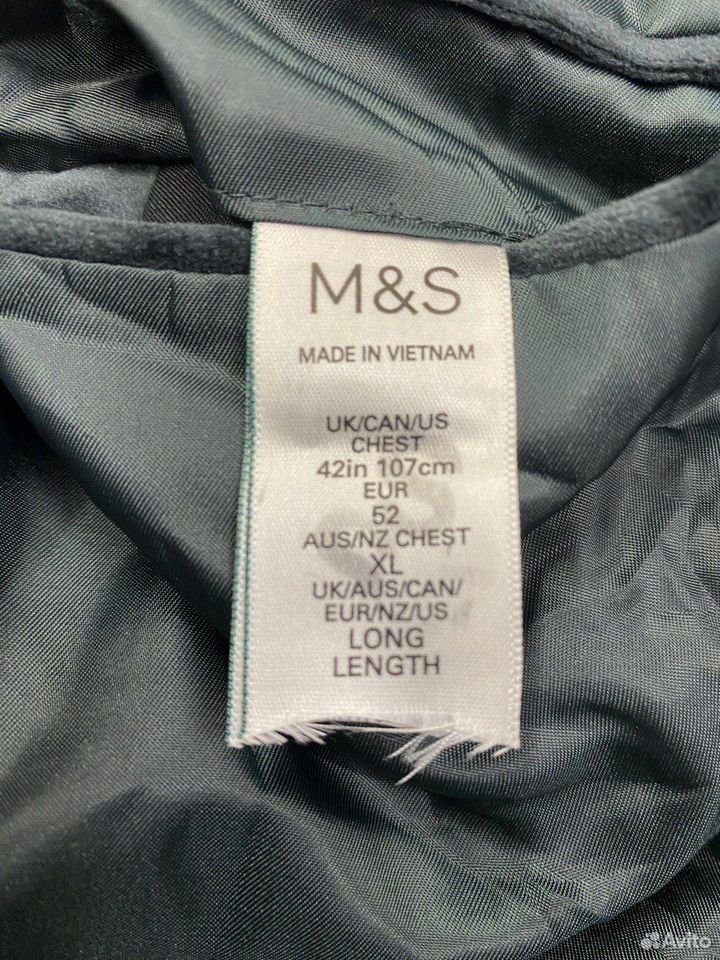 M&S
MADE IN VIETNAM
UK/CAN/US
CHEST
42in 107cm
EUR
52
AUS/NZ CHEST
XL
UK/AUS/CAN/
EUR/NZ/US
LONG
LENGTH
Avito